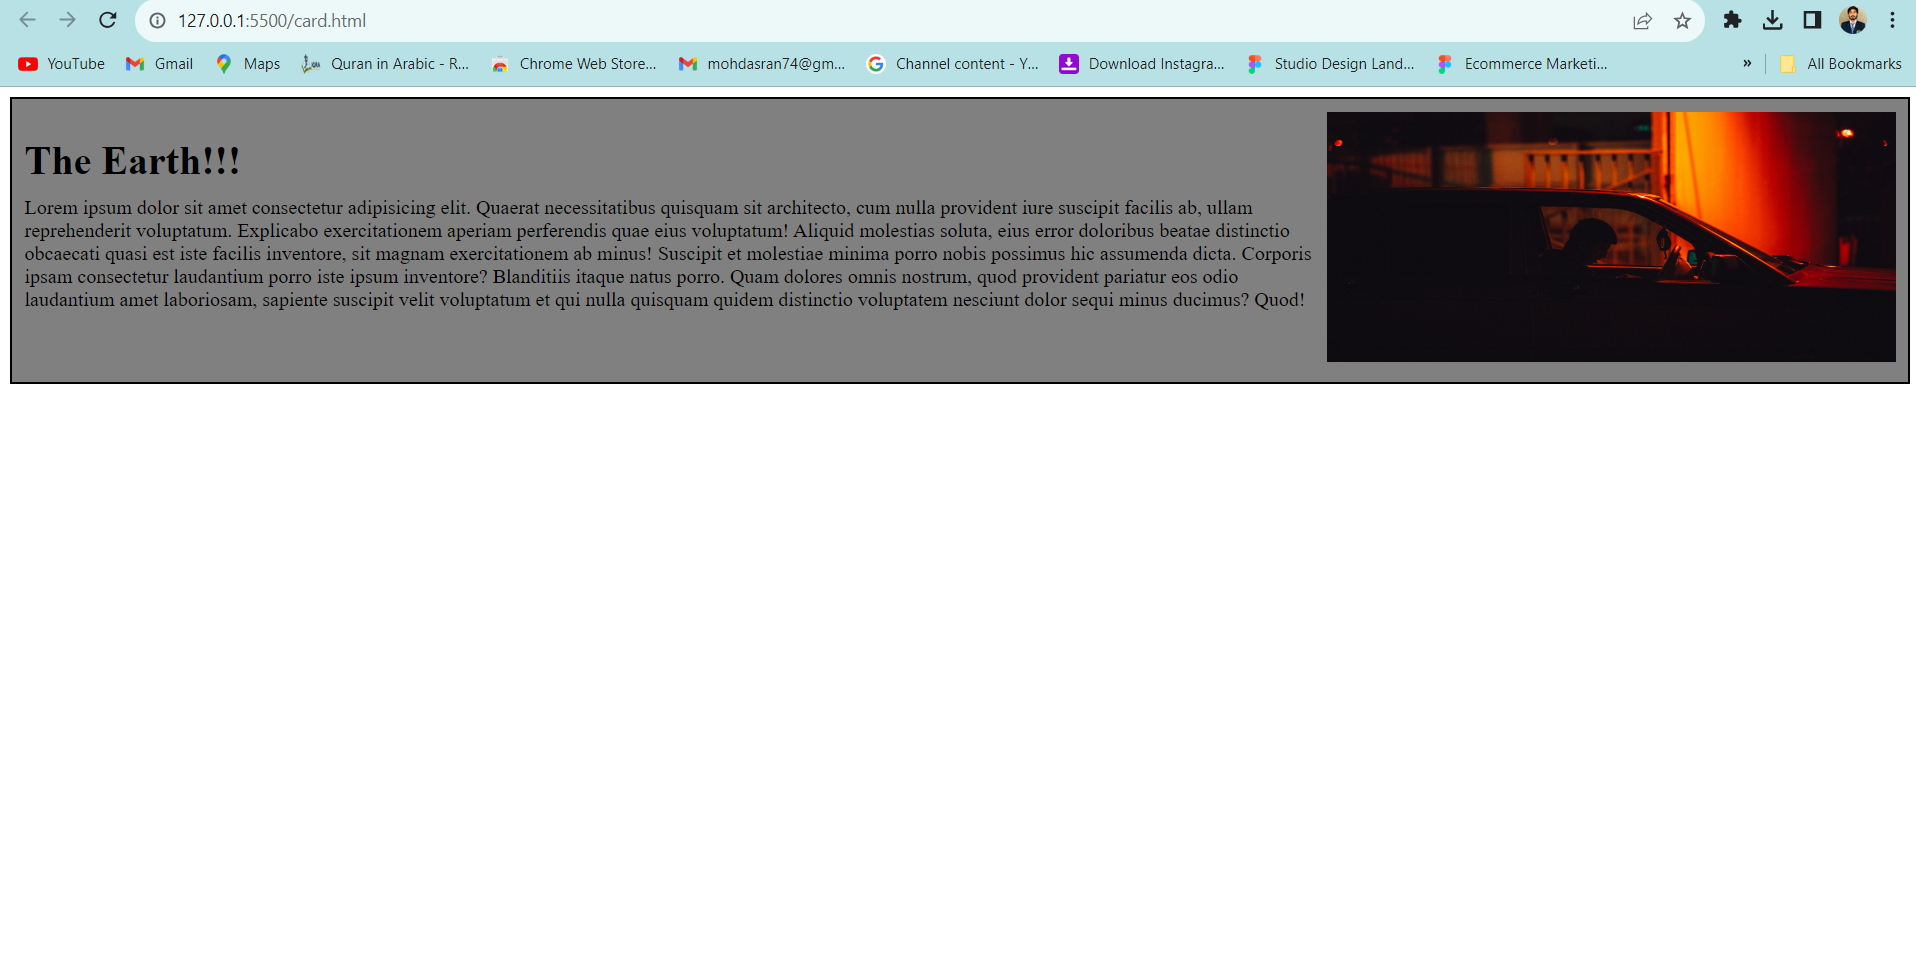 127.0.0.1:5500/card.html
YouTube Gmail Maps Quran in Arabic - R... Chrome Web Store... mohdasran74@gm... Channel content - Y... Download Instagra... Studio Design Land... Ecommerce Marketi... » All Bookmarks
The Earth!!!
Lorem ipsum dolor sit amet consectetur adipisicing elit. Quaerat necessitatibus quisquam sit architecto, cum nulla provident iure suscipit facilis ab, ullam
reprehenderit voluptatum. Explicabo exercitationem aperiam perferendis quae eius voluptatum! Aliquid molestias soluta, eius error doloribus beatae distinctio
obcaecati quasi est iste facilis inventore, sit magnam exercitationem ab minus! Suscipit et molestiae minima porro nobis possimus hic assumenda dicta. Corporis
ipsam consectetur laudantium porro iste ipsum inventore? Blanditiis itaque natus porro. Quam dolores omnis nostrum, quod provident pariatur eos odio
laudantium amet laboriosam, sapiente suscipit velit voluptatum et qui nulla quisquam quidem distinctio voluptatem nesciunt dolor sequi minus ducimus? Quod!